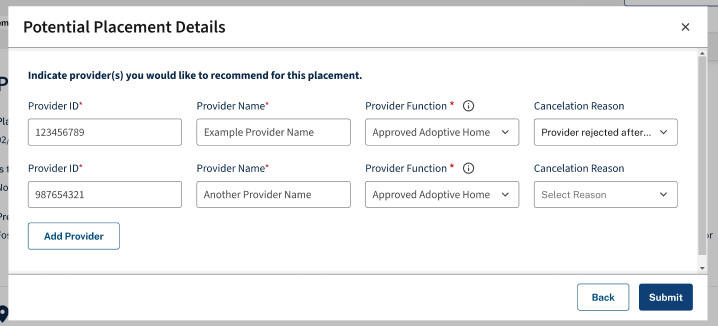 Potential Placement Details
Indicate provider(s) you would like to recommend for this placement.
Provider ID* Provider Name* Provider Function * Cancelation Reason
123456789 Example Provider Name Approved Adoptive Home Provider rejected after...
Provider ID* Provider Name* Provider Function * Cancelation Reason
987654321 Another Provider Name Approved Adoptive Home Select Reason
Add Provider
Back Submit